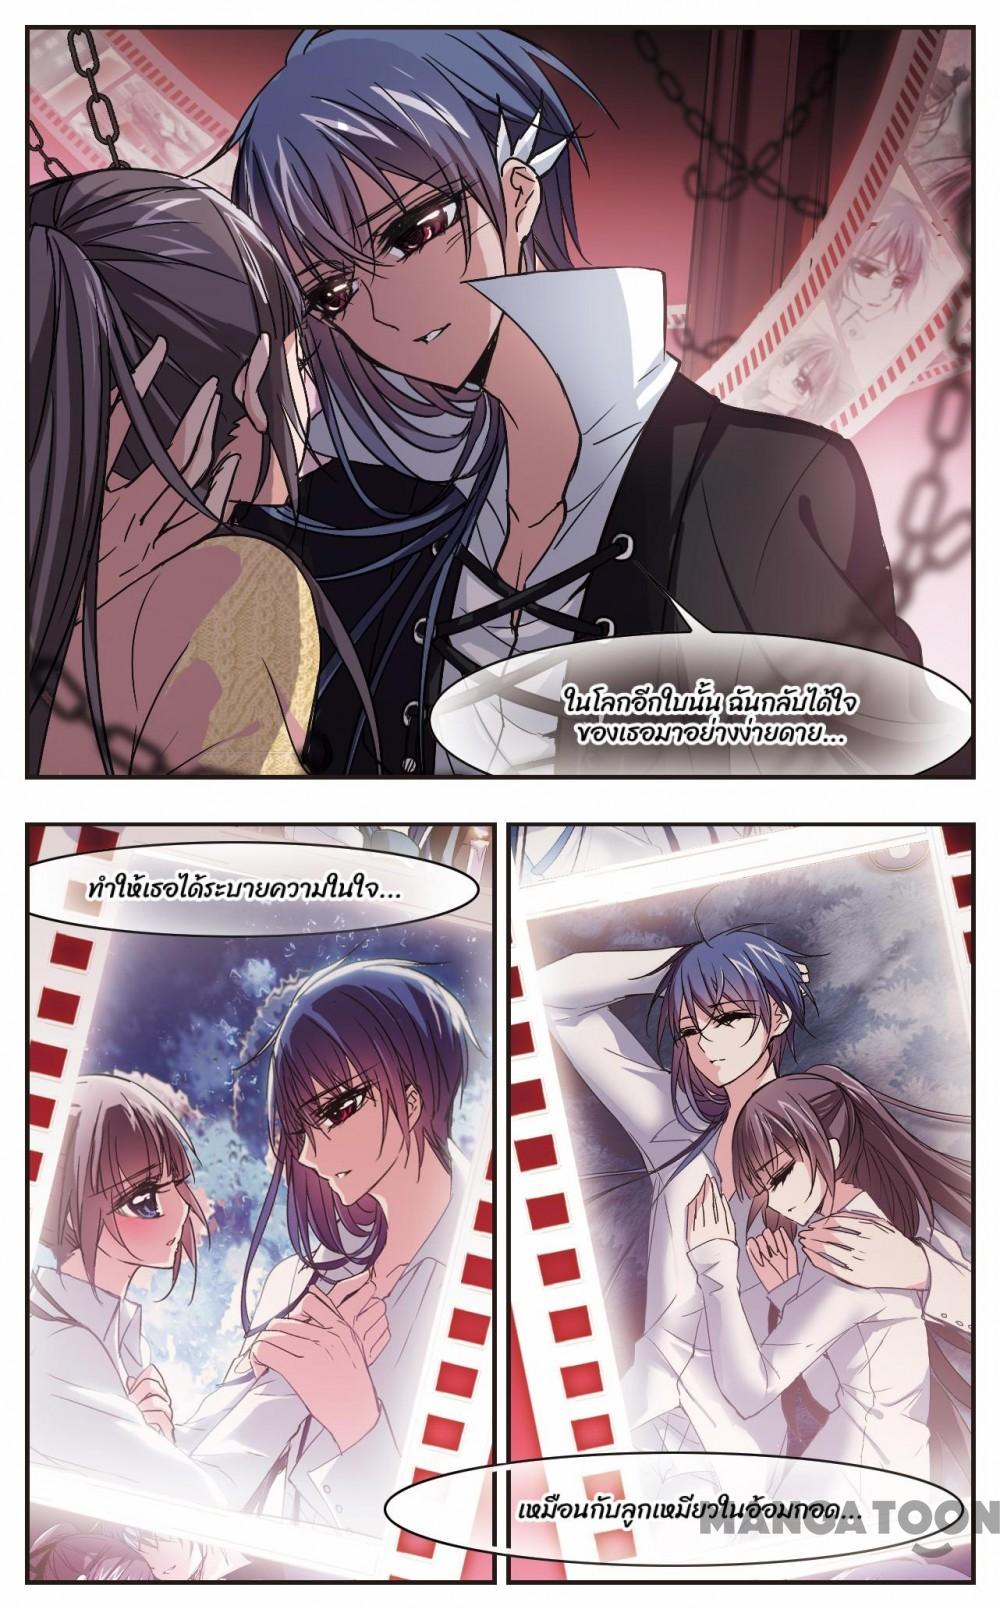 ในโลกอีกใบนั้น ฉันกลับได้ใจ
ของเธอมาอย่างง่ายดาย...
ทำให้เธอได้ระบายความในใจ...
เหมือนกับลูกเหมียวในอ้อมกอด...
MANGATOON